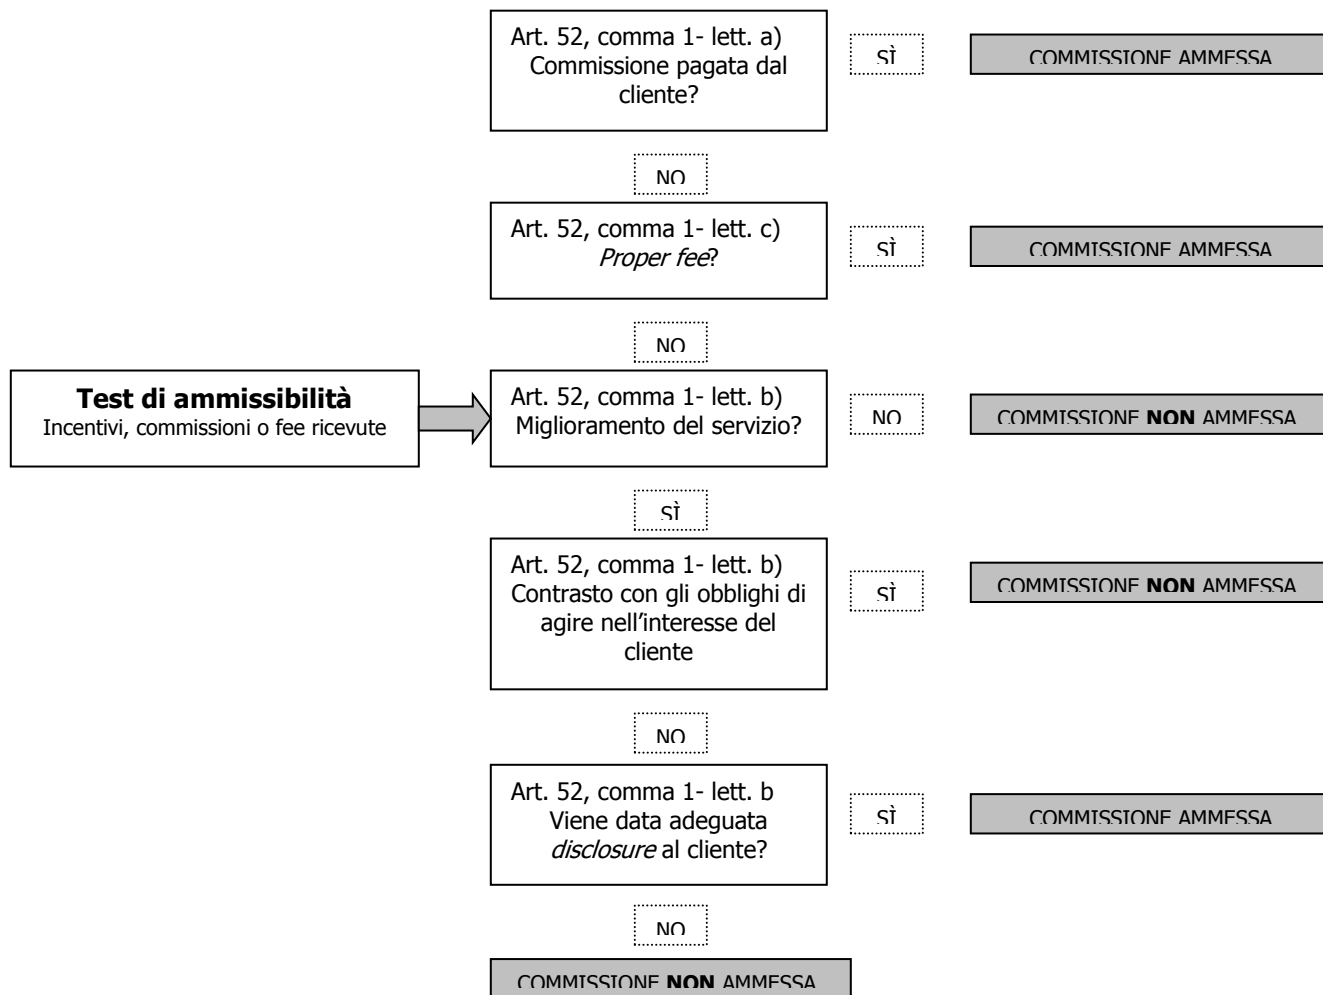 Art. 52, comma 1- lett. a)
Commissione pagata dal
cliente?
SÌ
COMMISSIONE AMMESSA
NO
Art. 52, comma 1- lett. c)
Proper fee?
SÌ
COMMISSIONE AMMESSA
NO
Test di ammissibilità
Incentivi, commissioni o fee ricevute
Art. 52, comma 1- lett. b)
Miglioramento del servizio?
NO
COMMISSIONE NON AMMESSA
SÌ
Art. 52, comma 1- lett. b)
Contrasto con gli obblighi di
agire nell’interesse del
cliente
SÌ
COMMISSIONE NON AMMESSA
NO
Art. 52, comma 1- lett. b
Viene data adeguata
disclosure al cliente?
SÌ
COMMISSIONE AMMESSA
NO
COMMISSIONE NON AMMESSA